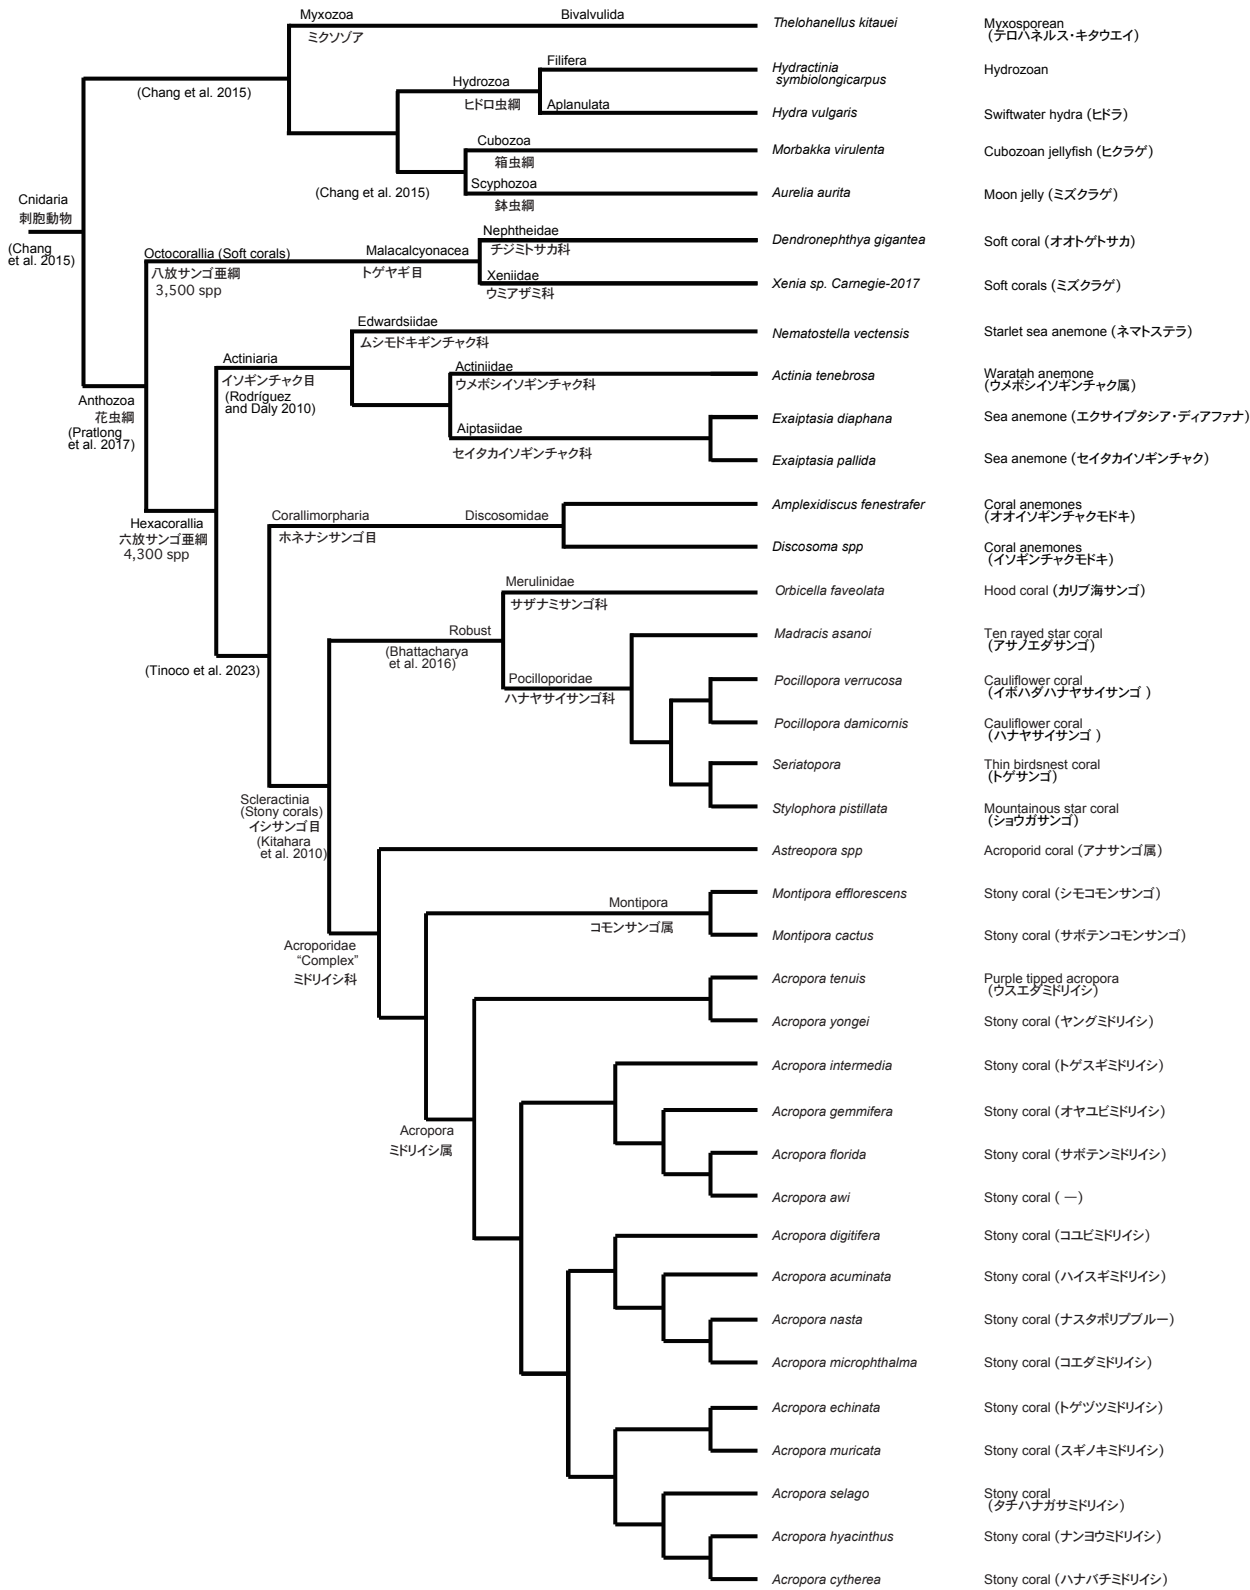 Myxozoa
ミクソゾア
Bivalvulida
Thelohanellus kitauei
Myxosporean
(テロハネルス・キタウエイ)
(Chang et al. 2015)
Hydrozoa
ヒドロ虫綱
Filifera
Hydractinia
symbiolongicarpus
Hydrozoan
Aplanulata
Hydra vulgaris
Swiftwater hydra (ヒドラ)
Cubozoa
箱虫綱
Morbakka virulenta
Cubozoan jellyfish (ヒクラゲ)
(Chang et al. 2015)
Scyphozoa
鉢虫綱
Aurelia aurita
Moon jelly (ミズクラゲ)
Cnidaria
刺胞動物
(Chang
et al. 2015)
Octocorallia (Soft corals)
八放サンゴ亜綱
3,500 spp
Malacalcyonacea
トゲヤギ目
Nephtheidae
チヂミトサカ科
Dendronephthya gigantea
Soft coral (オオトゲトサカ)
Xeniidae
ウミアザミ科
Xenia sp. Carnegie-2017
Soft corals (ミズクラゲ)
Anthozoa
花虫綱
(Pratlong
et al. 2017)
Actiniaria
イソギンチャク目
(Rodríguez
and Daly 2010)
Edwardsiidae
ムシモドキギンチャク科
Nematostella vectensis
Starlet sea anemone (ネマトステラ)
Actiniidae
ウメボシイソギンチャク科
Actinia tenebrosa
Waratah anemone
(ウメボシイソギンチャク属)
Aiptasiidae
セイタカイソギンチャク科
Exaiptasia diaphana
Sea anemone (エクサイプタシア・ディアファナ)
Exaiptasia pallida
Sea anemone (セイタカイソギンチャク)
Hexacorallia
六放サンゴ亜綱
4,300 spp
Corallimorpharia
ホネナシサンゴ目
Discosomidae
Amplexidiscus fenestrafer
Coral anemones
(オオイソギンチャクモドキ)
Discosoma spp
Coral anemones
(イソギンチャクモドキ)
(Tinoco et al. 2023)
Robust
(Bhattacharya
et al. 2016)
Merulinidae
サザナミサンゴ科
Orbicella faveolata
Hood coral (カリブ海サンゴ)
Pocilloporidae
ハナヤサイサンゴ科
Madracis asanoi
Ten rayed star coral
(アサノエダサンゴ)
Pocillopora verrucosa
Cauliflower coral
(イボハダハナヤサイサンゴ )
Pocillopora damicornis
Cauliflower coral
(ハナヤサイサンゴ )
Seriatopora
Thin birdsnest coral
(トゲサンゴ)
Stylophora pistillata
Mountainous star coral
(ショウガサンゴ)
Scleractinia
(Stony corals)
イシサンゴ目
(Kitahara
et al. 2010)
Astreopora spp
Acroporid coral (アナサンゴ属)
Montipora
コモンサンゴ属
Montipora efflorescens
Stony coral (シモコモンサンゴ)
Montipora cactus
Stony coral (サボテンコモンサンゴ)
Acroporidae
“Complex”
ミドリイシ科
Acropora tenuis
Purple tipped acropora
(ウスエダミドリイシ)
Acropora yongei
Stony coral (ヤングミドリイシ)
Acropora
ミドリイシ属
Acropora intermedia
Stony coral (トゲスギミドリイシ)
Acropora gemmifera
Stony coral (オヤユビミドリイシ)
Acropora florida
Stony coral (サボテンミドリイシ)
Acropora awi
Stony coral ( ―)
Acropora digitifera
Stony coral (コユビミドリイシ)
Acropora acuminata
Stony coral (ハイスギミドリイシ)
Acropora nasta
Stony coral (ナスタポリプブルー)
Acropora microphthalma
Stony coral (コエダミドリイシ)
Acropora echinata
Stony coral (トゲヅツミドリイシ)
Acropora muricata
Stony coral (スギノキミドリイシ)
Acropora selago
Stony coral
(タチハナガサミドリイシ)
Acropora hyacinthus
Stony coral (ナンヨウミドリイシ)
Acropora cytherea
Stony coral (ハナバチミドリイシ)